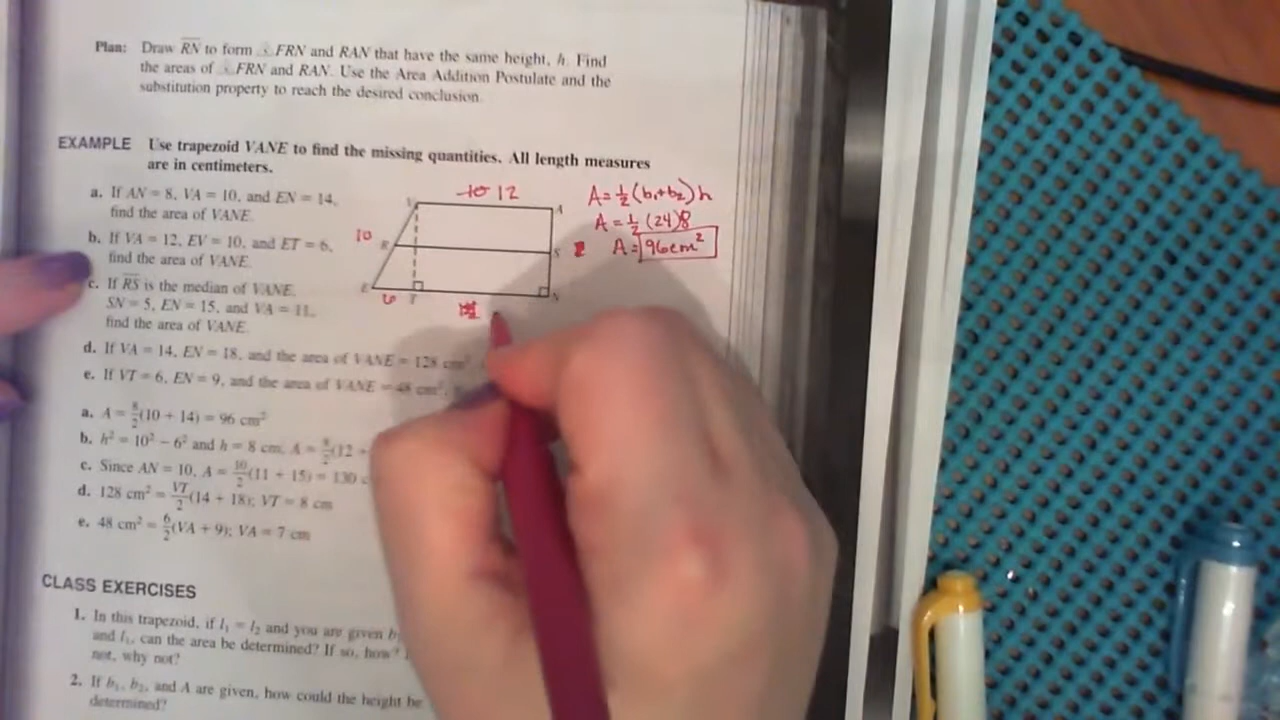 Plan: Draw RN to form FRN and RAN that have the same height, h. Find
the areas of FRN and RAN. Use the Area Addition Postulate and the
substitution property to reach the desired conclusion.
EXAMPLE Use trapezoid VANE to find the missing quantities. All length measures
are in centimeters.
a. If AN = 8, VA = 10, and EN = 14,
find the area of VANE.
b. If VA = 12, EV = 10, and ET = 6,
find the area of VANE.
c. If RS is the median of VANE,
SN = 5, EN = 15, and VA = 11,
find the area of VANE.
d. If VA = 14, EN = 18, and the area of VANE = 128 cm²
e. If VT = 6, EN = 9, and the area of VANE = 48 cm²,
10 12
V A
10
R S
E T N
6
A = ½(b₁+b₂)h
A = ½(24)8
A = 96cm²
a. A = 8/2(10 + 14) = 96 cm²
b. h² = 10² − 6² and h = 8 cm; A = 8/2(12 +
c. Since AN = 10, A = 10/2(11 + 15) = 130
d. 128 cm² = VT/2(14 + 18); VT = 8 cm
e. 48 cm² = 6/2(VA + 9); VA = 7 cm
CLASS EXERCISES
1. In this trapezoid, if l₁ = l₂ and you are given
and l₁, can the area be determined? If so, how?
not, why not?
2. If b₁, b₂, and A are given, how could the height be
determined?